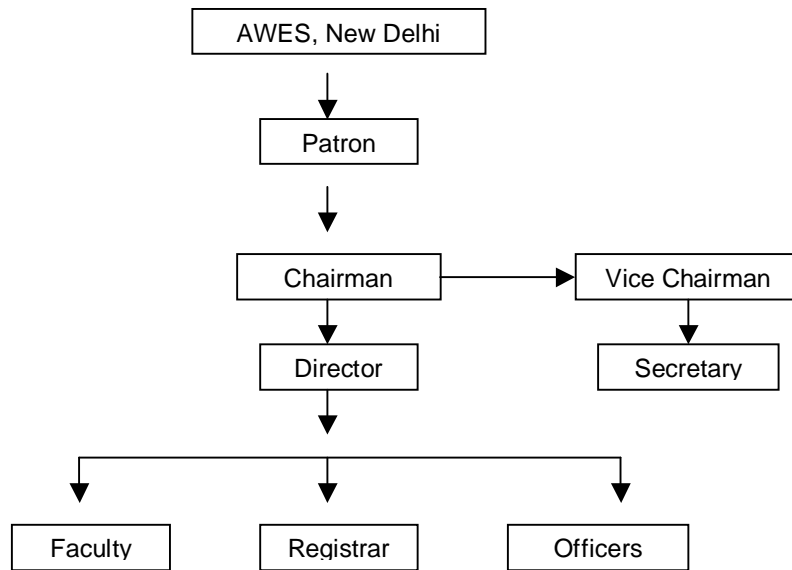 AWES, New Delhi
Patron
Chairman
Vice Chairman
Director
Secretary
Faculty
Registrar
Officers